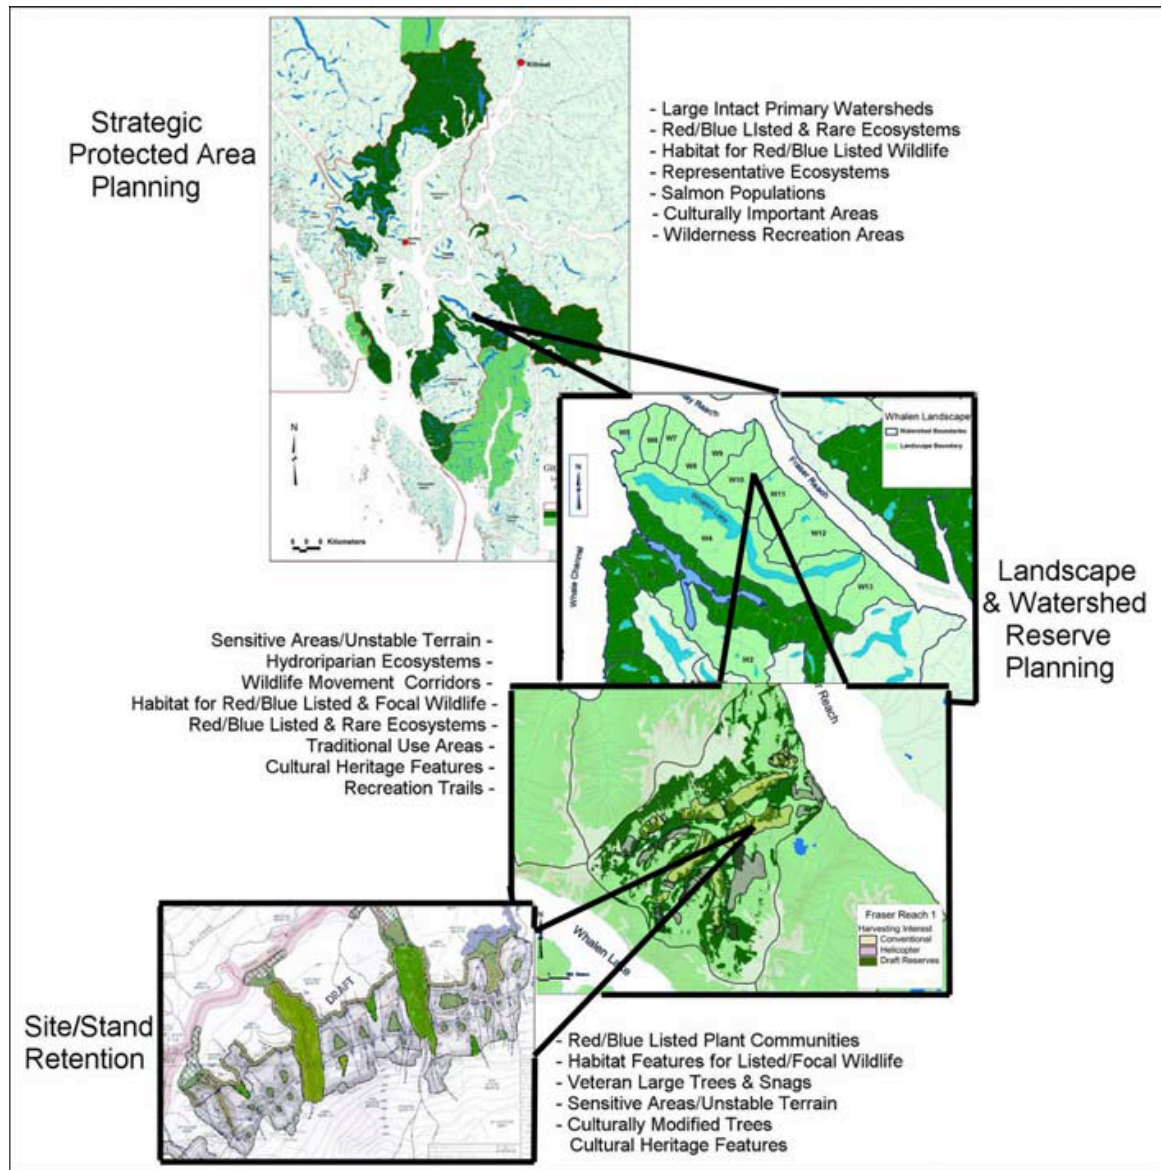 Strategic
Protected Area
Planning
Kitimat
- Large Intact Primary Watersheds
- Red/Blue LIsted & Rare Ecosystems
- Habitat for Red/Blue Listed Wildlife
- Representative Ecosystems
- Salmon Populations
- Culturally Important Areas
- Wilderness Recreation Areas
N
Kilometers
Whalen Landscape
Watershed Boundaries
Landscape Boundary
Reach
Fraser Reach
N
W5
W6
W7
W8
W9
W10
W11
W12
W13
W4
W2
Whalen Lake
Whale Channel
Landscape
& Watershed
Reserve
Planning
Sensitive Areas/Unstable Terrain -
Hydroriparian Ecosystems -
Wildlife Movement Corridors -
Habitat for Red/Blue Listed & Focal Wildlife -
Red/Blue Listed & Rare Ecosystems -
Traditional Use Areas -
Cultural Heritage Features -
Recreation Trails -
Reach
Whalen Lake
Fraser Reach 1
Harvesting Interest
Conventional
Helicopter
Draft Reserves
Site/Stand
Retention
DRAFT
- Red/Blue Listed Plant Communities
- Habitat Features for Listed/Focal Wildlife
- Veteran Large Trees & Snags
- Sensitive Areas/Unstable Terrain
- Culturally Modified Trees
Cultural Heritage Features